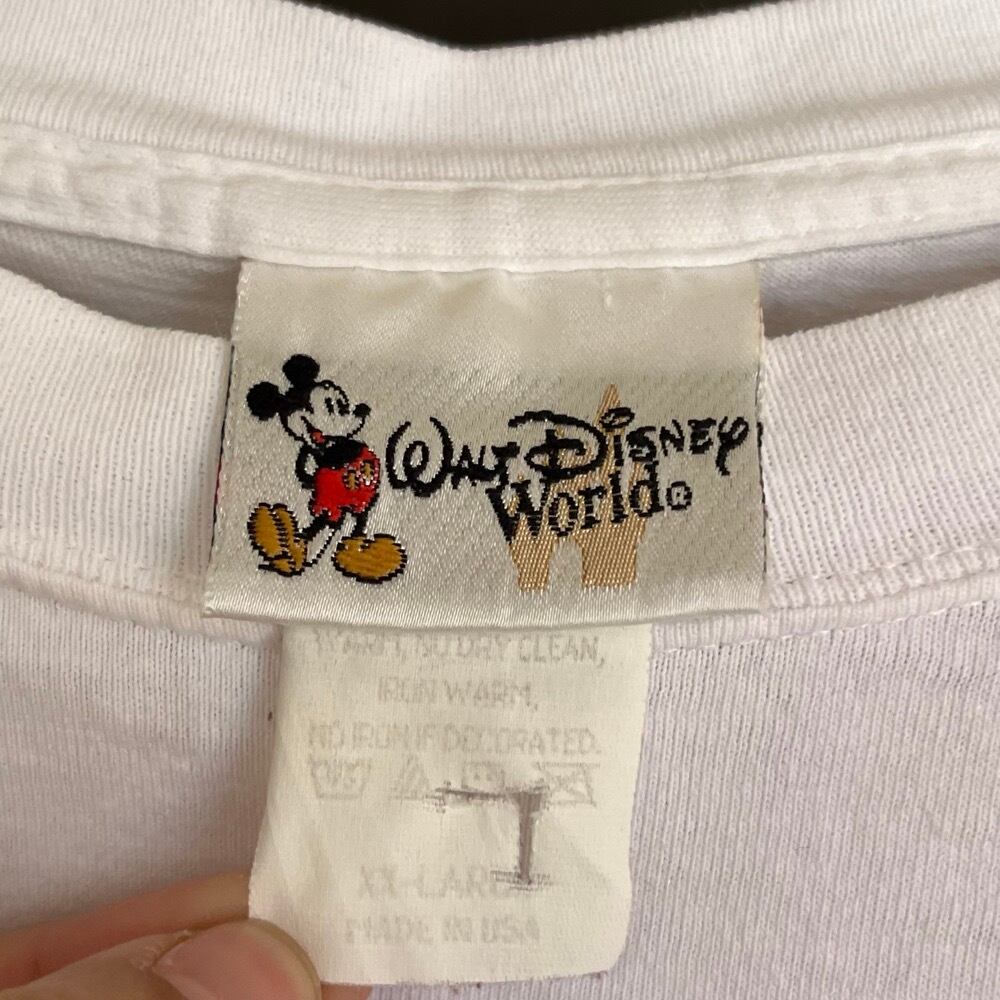 WALT DISNEY
World®
WARM, NO DRY CLEAN,
IRON WARM,
NO IRON IF DECORATED.
XX-LARGE
MADE IN USA